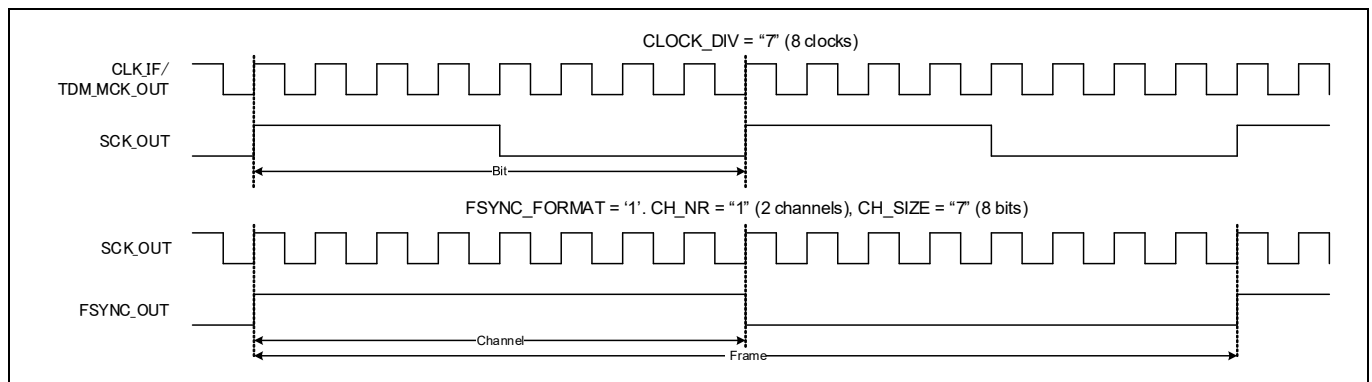 CLOCK_DIV = “7” (8 clocks)
CLK_IF/
TDM_MCK_OUT
SCK_OUT
Bit
FSYNC_FORMAT = ‘1’. CH_NR = “1” (2 channels), CH_SIZE = “7” (8 bits)
SCK_OUT
FSYNC_OUT
Channel
Frame